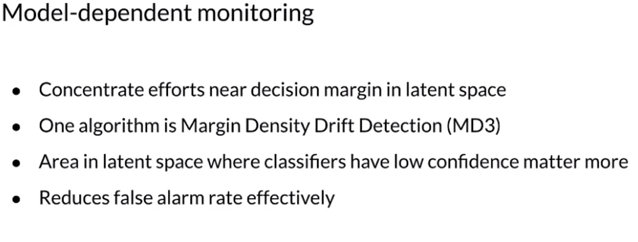 Model-dependent monitoring
● Concentrate efforts near decision margin in latent space
● One algorithm is Margin Density Drift Detection (MD3)
● Area in latent space where classifiers have low confidence matter more
● Reduces false alarm rate effectively